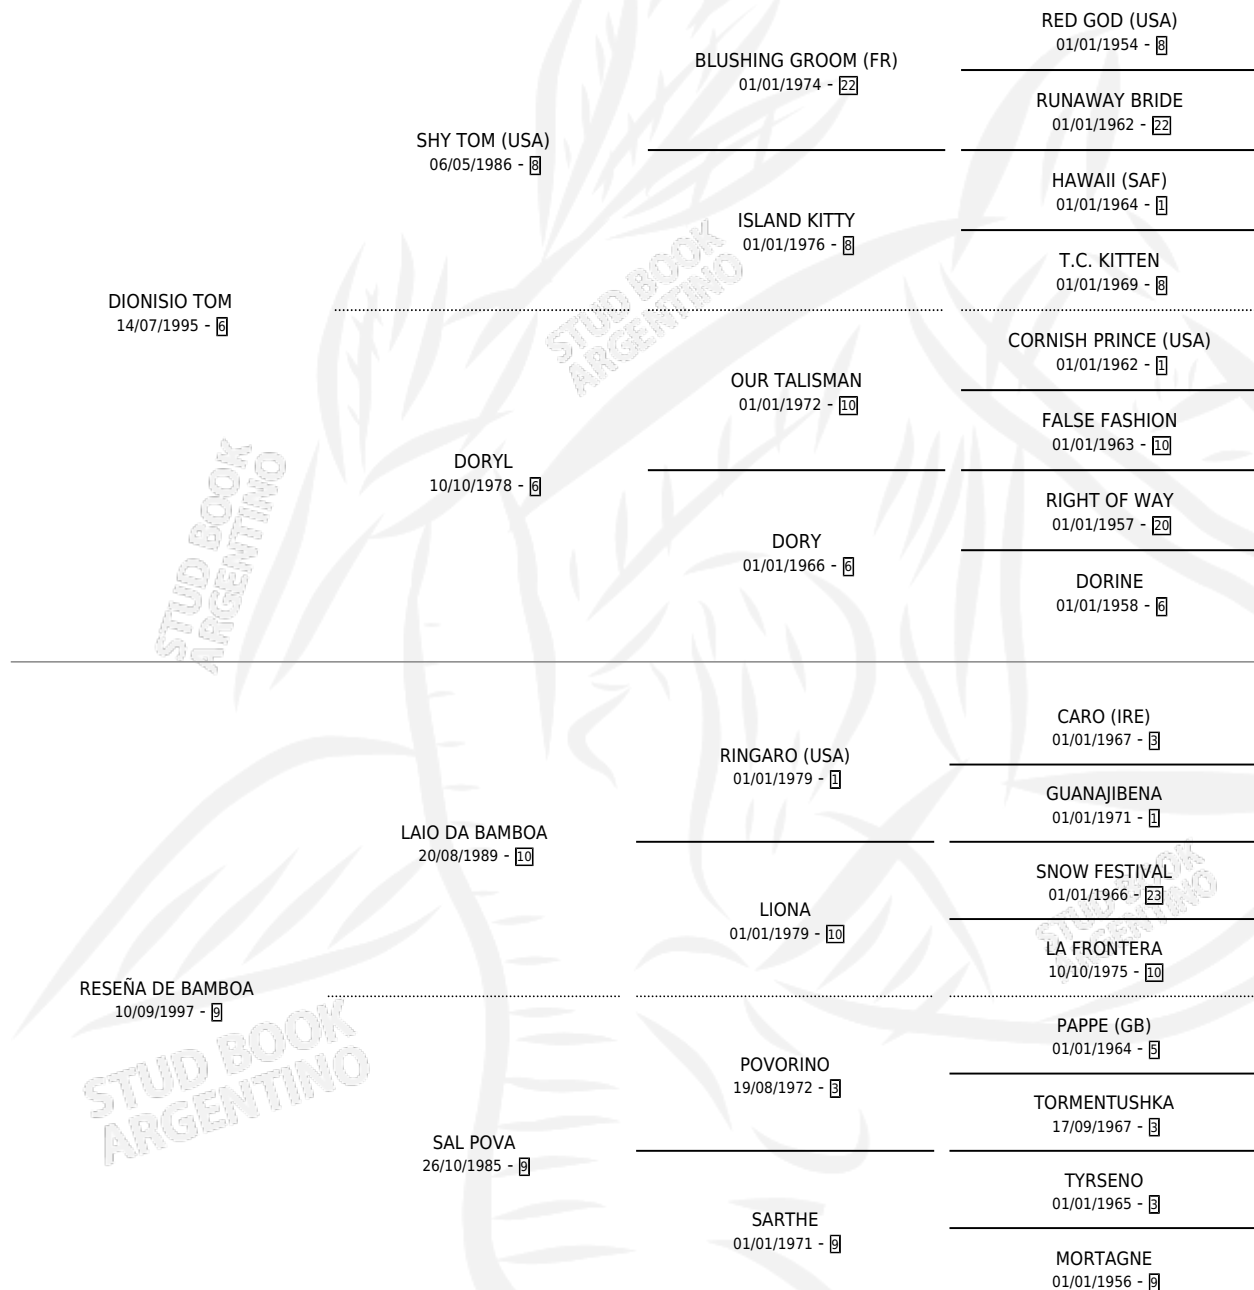 RED GOD (USA)
01/01/1954 - 8
BLUSHING GROOM (FR)
01/01/1974 - 22
RUNAWAY BRIDE
01/01/1962 - 22
SHY TOM (USA)
06/05/1986 - 8
HAWAII (SAF)
01/01/1964 - 1
ISLAND KITTY
01/01/1976 - 8
T.C. KITTEN
01/01/1969 - 8
DIONISIO TOM
14/07/1995 - 6
CORNISH PRINCE (USA)
01/01/1962 - 1
OUR TALISMAN
01/01/1972 - 10
FALSE FASHION
01/01/1963 - 10
DORYL
10/10/1978 - 6
RIGHT OF WAY
01/01/1957 - 20
DORY
01/01/1966 - 6
DORINE
01/01/1958 - 6
CARO (IRE)
01/01/1967 - 3
RINGARO (USA)
01/01/1979 - 1
GUANAJIBENA
01/01/1971 - 1
LAIO DA BAMBOA
20/08/1989 - 10
SNOW FESTIVAL
01/01/1966 - 23
LIONA
01/01/1979 - 10
LA FRONTERA
10/10/1975 - 10
RESEÑA DE BAMBOA
10/09/1997 - 9
PAPPE (GB)
01/01/1964 - 5
POVORINO
19/08/1972 - 3
TORMENTUSHKA
17/09/1967 - 3
SAL POVA
26/10/1985 - 9
TYRSENO
01/01/1965 - 3
SARTHE
01/01/1971 - 9
MORTAGNE
01/01/1956 - 9
STUD BOOK
ARGENTINO
STUD BOOK
ARGENTINO
STUD BOOK
ARGENTINO
STUD BOOK
ARGENTINO